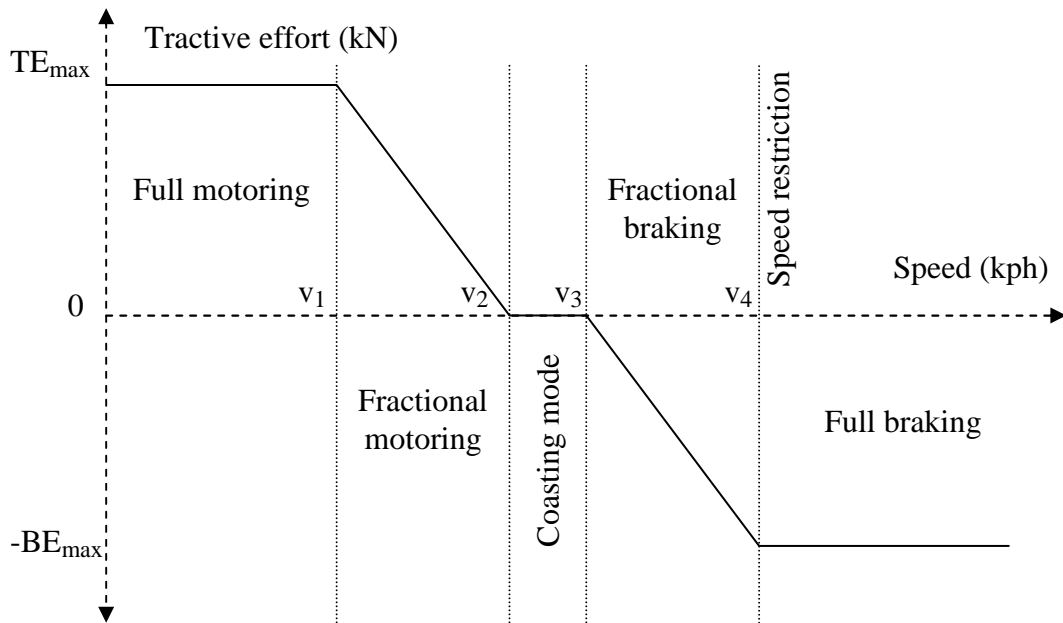 Tractive effort (kN)
TEmax
Full motoring
Fractional
braking
Speed restriction
Speed (kph)
0
v1
v2
v3
v4
Fractional
motoring
Coasting mode
Full braking
-BEmax